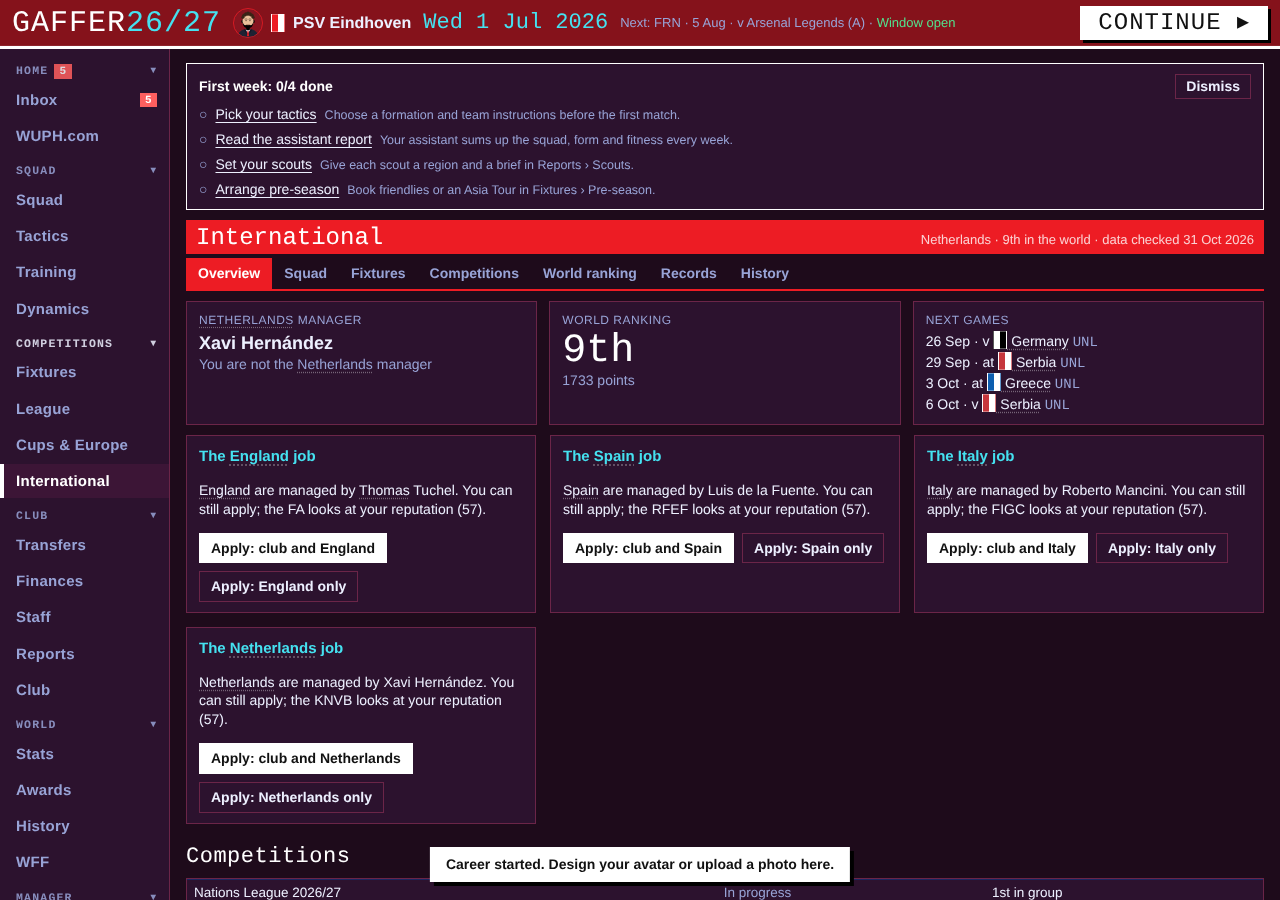 GAFFER26/27 PSV Eindhoven Wed 1 Jul 2026 Next: FRN · 5 Aug · v Arsenal Legends (A) · Window open CONTINUE ▶
HOME 5 ▼
Inbox 5
WUPH.com
SQUAD ▼
Squad
Tactics
Training
Dynamics
COMPETITIONS ▼
Fixtures
League
Cups & Europe
International
CLUB ▼
Transfers
Finances
Staff
Reports
Club
WORLD ▼
Stats
Awards
History
WFF
MANAGER ▼
First week: 0/4 done Dismiss
○ Pick your tactics Choose a formation and team instructions before the first match.
○ Read the assistant report Your assistant sums up the squad, form and fitness every week.
○ Set your scouts Give each scout a region and a brief in Reports › Scouts.
○ Arrange pre-season Book friendlies or an Asia Tour in Fixtures › Pre-season.
International Netherlands · 9th in the world · data checked 31 Oct 2026
Overview Squad Fixtures Competitions World ranking Records History
NETHERLANDS MANAGER
Xavi Hernández
You are not the Netherlands manager
WORLD RANKING
9th
1733 points
NEXT GAMES
26 Sep · v Germany UNL
29 Sep · at Serbia UNL
3 Oct · at Greece UNL
6 Oct · v Serbia UNL
The England job
England are managed by Thomas Tuchel. You can
still apply; the FA looks at your reputation (57).
Apply: club and England
Apply: England only
The Spain job
Spain are managed by Luis de la Fuente. You can
still apply; the RFEF looks at your reputation (57).
Apply: club and Spain Apply: Spain only
The Italy job
Italy are managed by Roberto Mancini. You can still
apply; the FIGC looks at your reputation (57).
Apply: club and Italy Apply: Italy only
The Netherlands job
Netherlands are managed by Xavi Hernández. You
can still apply; the KNVB looks at your reputation
(57).
Apply: club and Netherlands
Apply: Netherlands only
Competitions
Career started. Design your avatar or upload a photo here.
Nations League 2026/27 In progress 1st in group